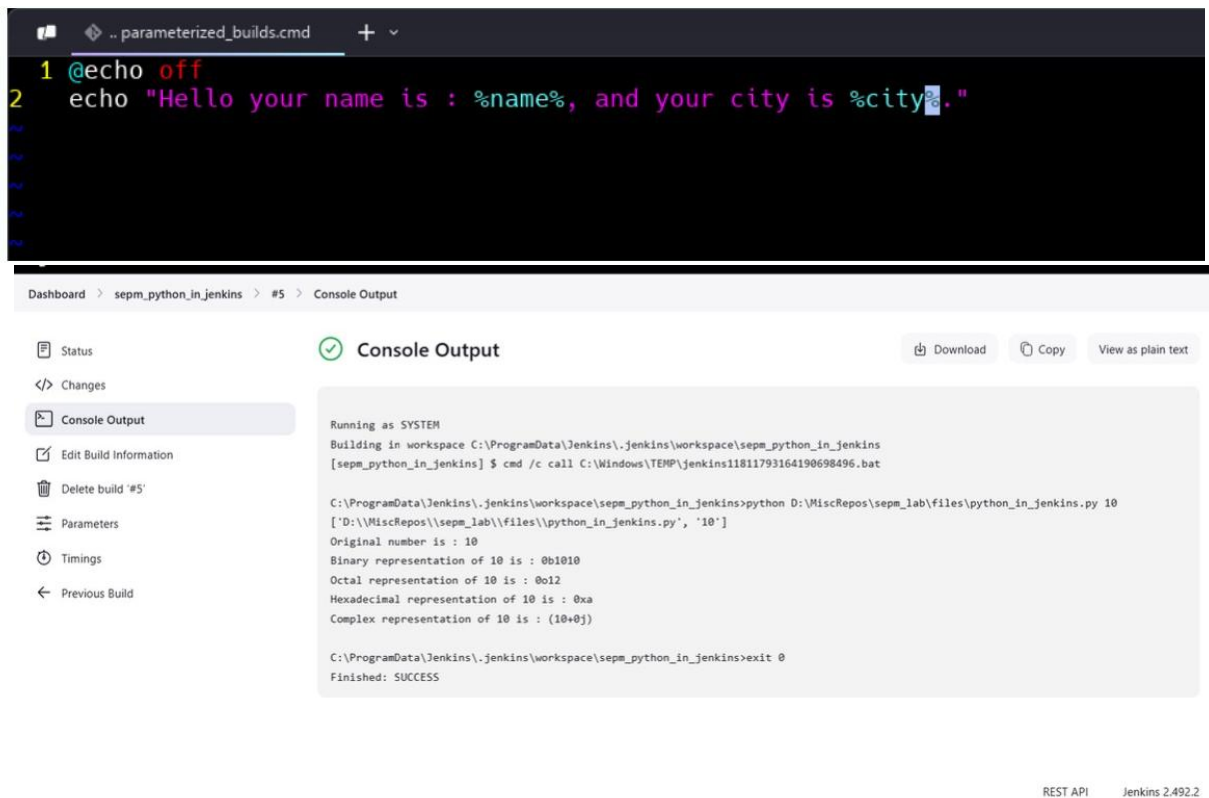 .. parameterized_builds.cmd
1 @echo off
2 echo "Hello your name is : %name%, and your city is %city%."
~
~
~
~
~
Dashboard > sepm_python_in_jenkins > #5 > Console Output
Status
Changes
Console Output
Edit Build Information
Delete build '#5'
Parameters
Timings
Previous Build
Console Output
Download
Copy
View as plain text
Running as SYSTEM
Building in workspace C:\ProgramData\Jenkins\.jenkins\workspace\sepm_python_in_jenkins
[sepm_python_in_jenkins] $ cmd /c call C:\Windows\TEMP\jenkins11811793164190698496.bat
C:\ProgramData\Jenkins\.jenkins\workspace\sepm_python_in_jenkins>python D:\MiscRepos\sepm_lab\files\python_in_jenkins.py 10
['D:\\MiscRepos\\sepm_lab\\files\\python_in_jenkins.py', '10']
Original number is : 10
Binary representation of 10 is : 0b1010
Octal representation of 10 is : 0o12
Hexadecimal representation of 10 is : 0xa
Complex representation of 10 is : (10+0j)
C:\ProgramData\Jenkins\.jenkins\workspace\sepm_python_in_jenkins>exit 0
Finished: SUCCESS
REST API
Jenkins 2.492.2